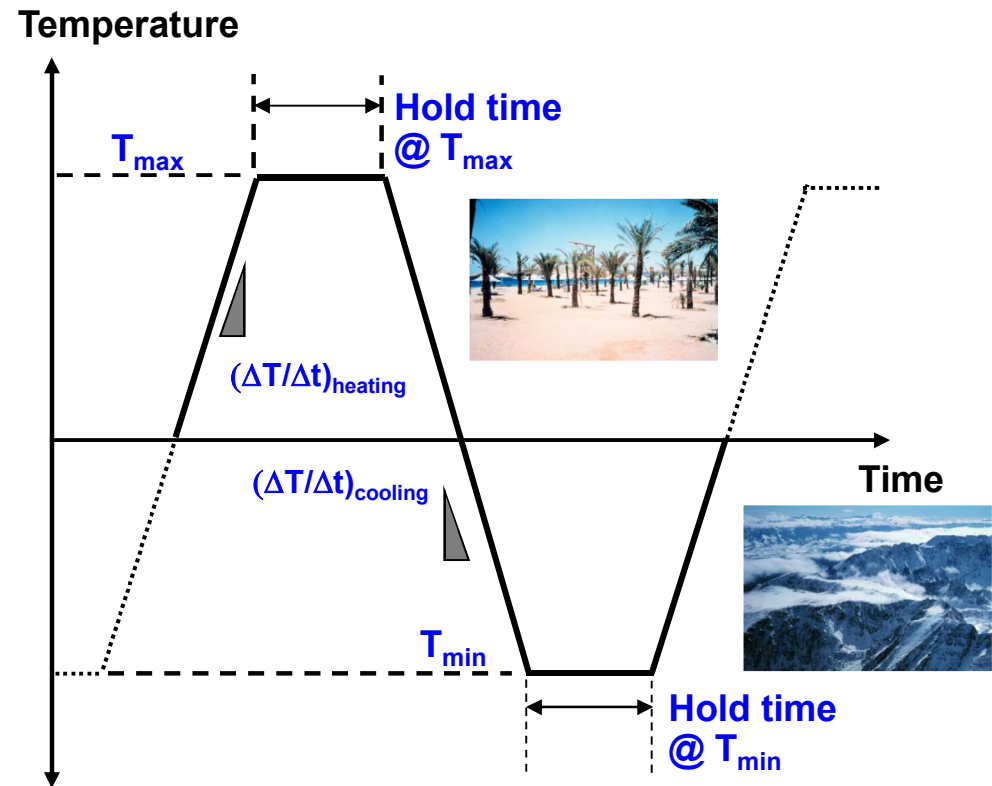 Temperature
Hold time
@ Tmax
Tmax
(ΔT/Δt)heating
(ΔT/Δt)cooling
Time
Tmin
Hold time
@ Tmin